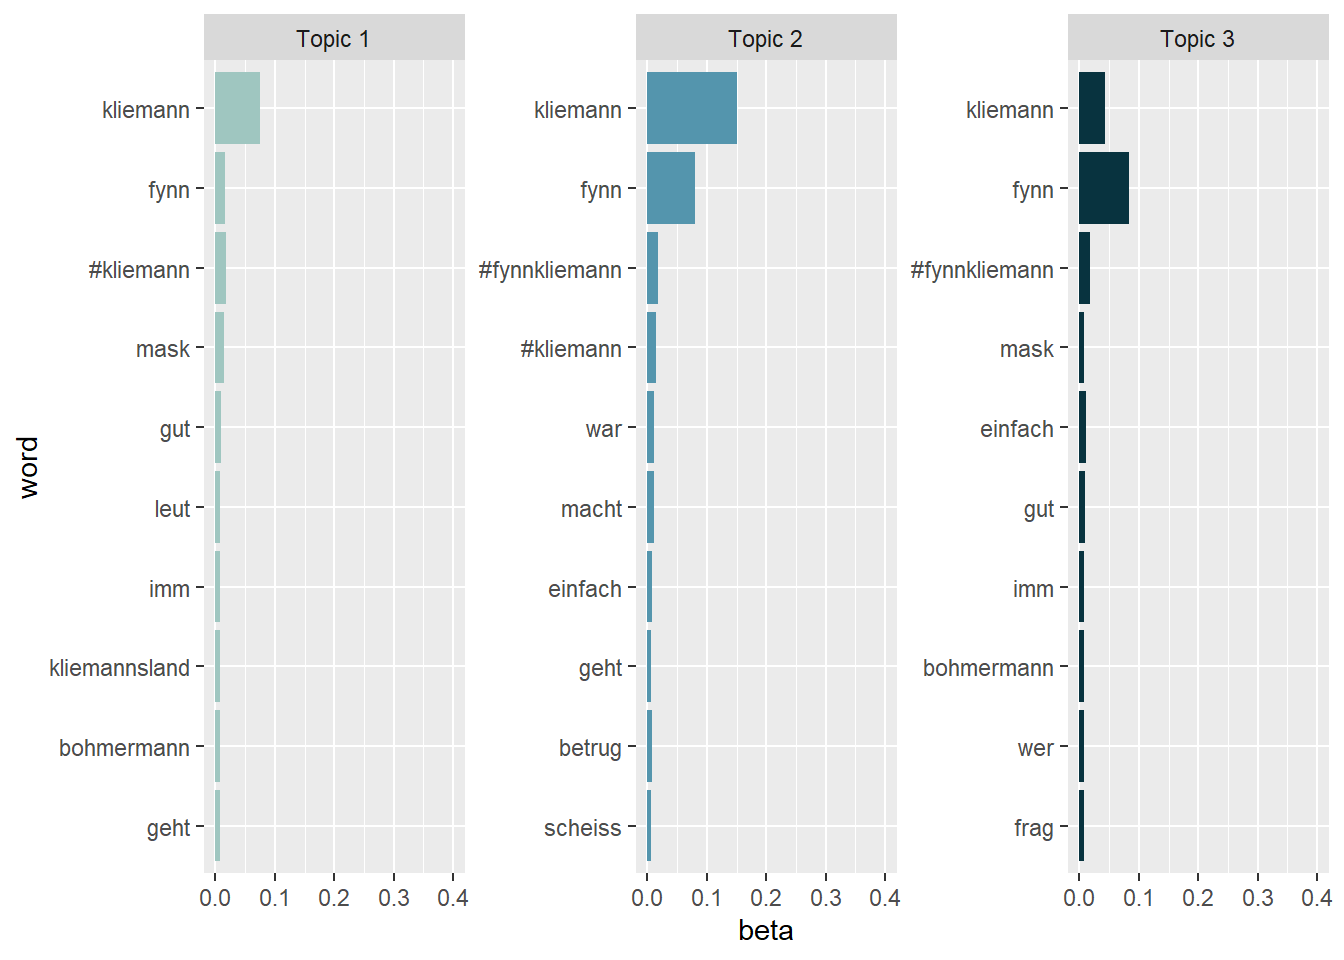 Topic 1
Topic 2
Topic 3
word
kliemann
fynn
#kliemann
mask
gut
leut
imm
kliemannsland
bohmermann
geht
0.0 0.1 0.2 0.3 0.4
kliemann
fynn
#fynnkliemann
#kliemann
war
macht
einfach
geht
betrug
scheiss
0.0 0.1 0.2 0.3 0.4
kliemann
fynn
#fynnkliemann
mask
einfach
gut
imm
bohmermann
wer
frag
0.0 0.1 0.2 0.3 0.4
beta